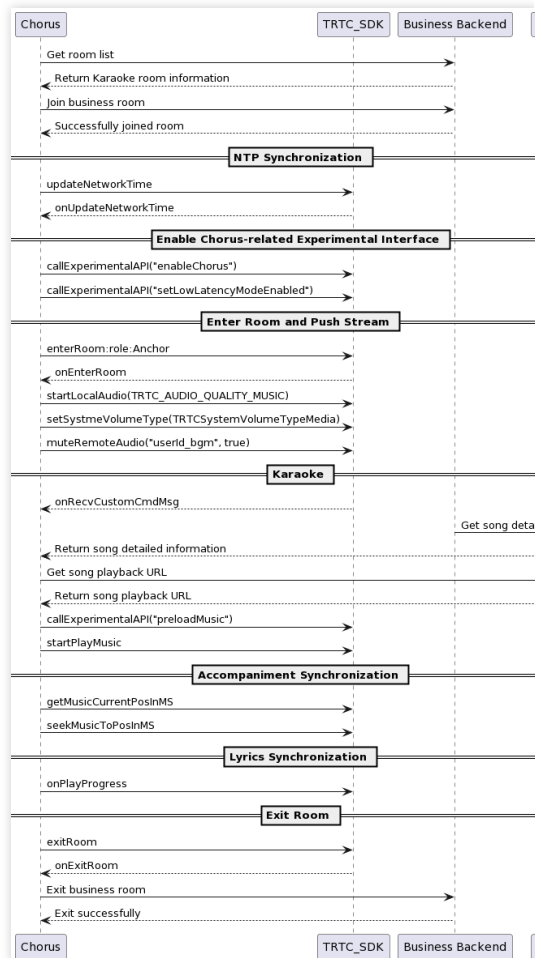 Chorus TRTC_SDK Business Backend
Get room list
Return Karaoke room information
Join business room
Successfully joined room
NTP Synchronization
updateNetworkTime
onUpdateNetworkTime
Enable Chorus-related Experimental Interface
callExperimentalAPI("enableChorus")
callExperimentalAPI("setLowLatencyModeEnabled")
Enter Room and Push Stream
enterRoom:role:Anchor
onEnterRoom
startLocalAudio(TRTC_AUDIO_QUALITY_MUSIC)
setSystmeVolumeType(TRTCSystemVolumeTypeMedia)
muteRemoteAudio("userId_bgm", true)
Karaoke
onRecvCustomCmdMsg
Get song deta
Return song detailed information
Get song playback URL
Return song playback URL
callExperimentalAPI("preloadMusic")
startPlayMusic
Accompaniment Synchronization
getMusicCurrentPosInMS
seekMusicToPosInMS
Lyrics Synchronization
onPlayProgress
Exit Room
exitRoom
onExitRoom
Exit business room
Exit successfully
Chorus TRTC_SDK Business Backend